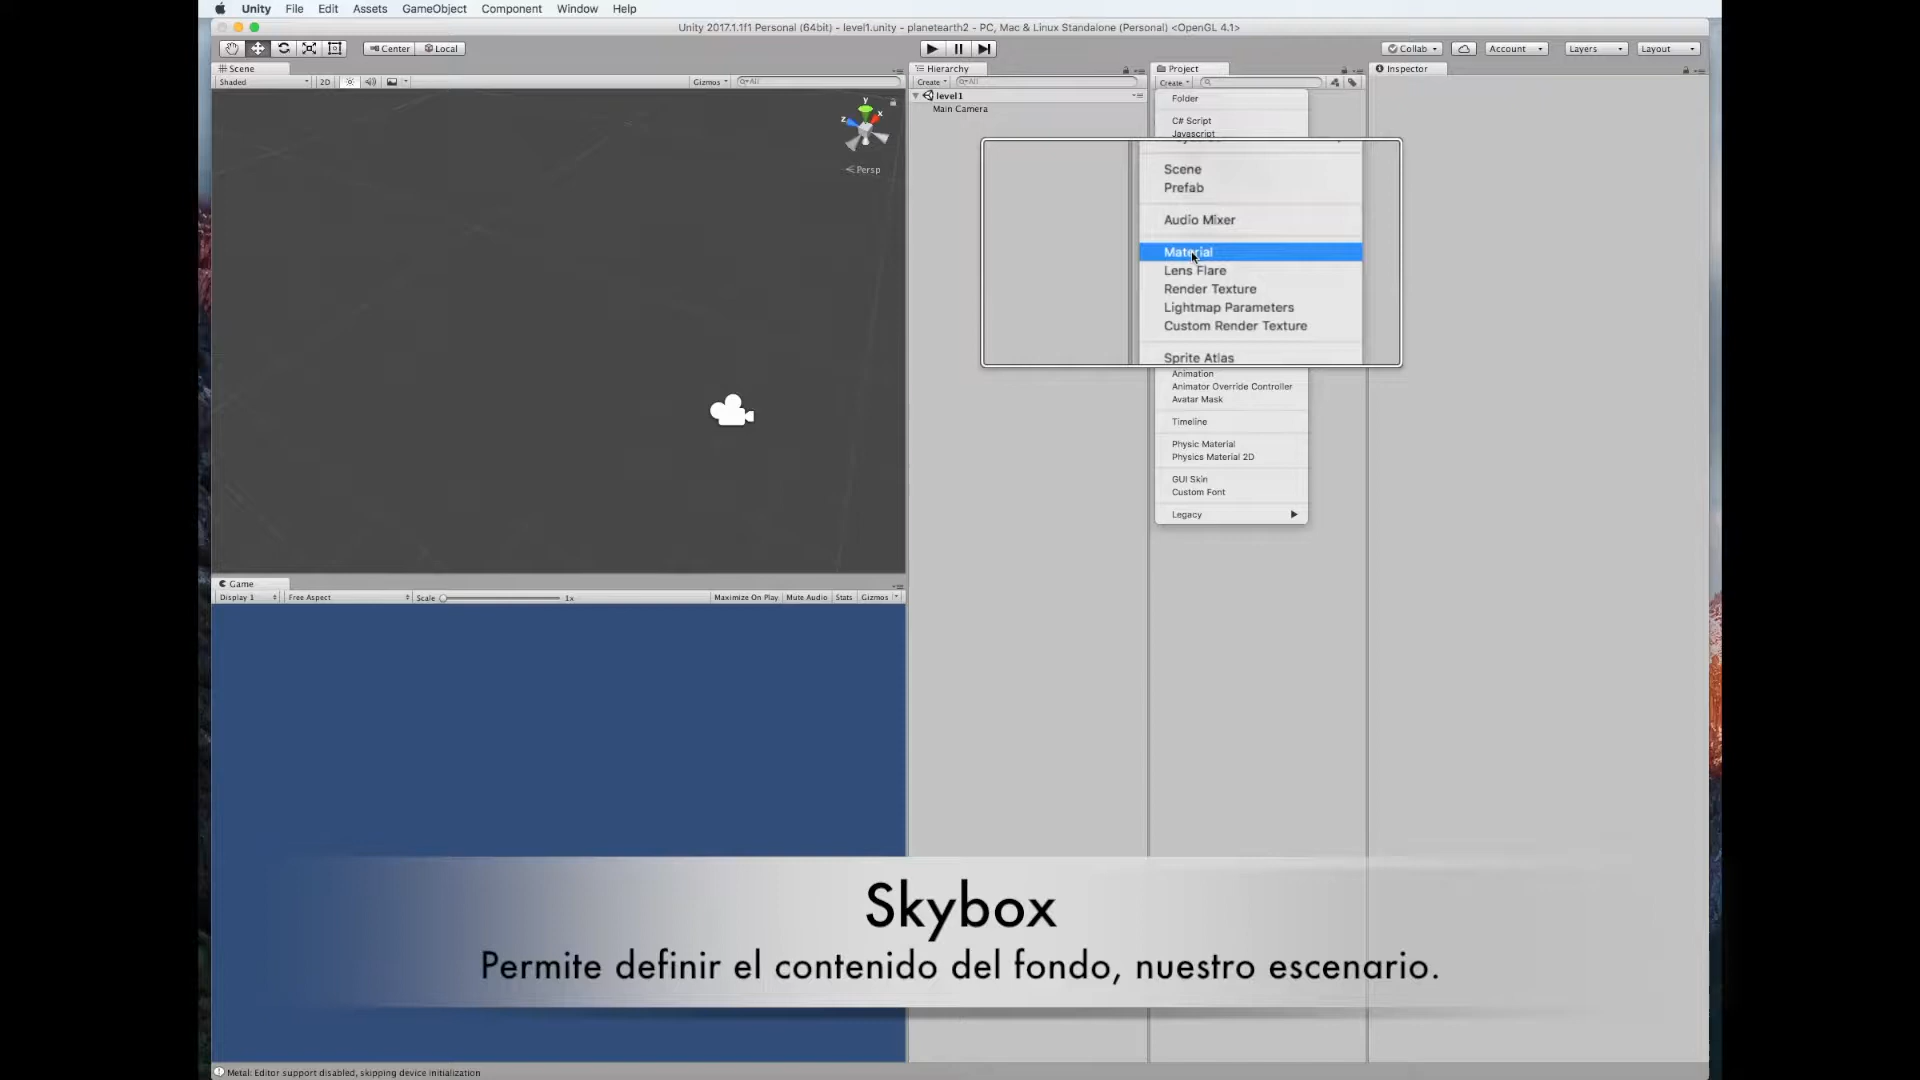 Unity File Edit Assets GameObject Component Window Help
Unity 2017.1.1f1 Personal (64bit) - level1.unity - planetearth2 - PC, Mac & Linux Standalone (Personal) <OpenGL 4.1>
Center Local Collab Account Layers Layout
Scene Hierarchy Project Inspector
Shaded 2D Gizmos All Create All Create
level1
Main Camera
y
x
z
Persp
Folder
C# Script
Javascript
Scene
Prefab
Audio Mixer
Material
Lens Flare
Render Texture
Lightmap Parameters
Custom Render Texture
Sprite Atlas
Animation
Animator Override Controller
Avatar Mask
Timeline
Physic Material
Physics Material 2D
GUI Skin
Custom Font
Legacy
Game
Display 1 Free Aspect Scale 1x Maximize On Play Mute Audio Stats Gizmos
Skybox
Permite definir el contenido del fondo, nuestro escenario.
Metal: Editor support disabled, skipping device initialization